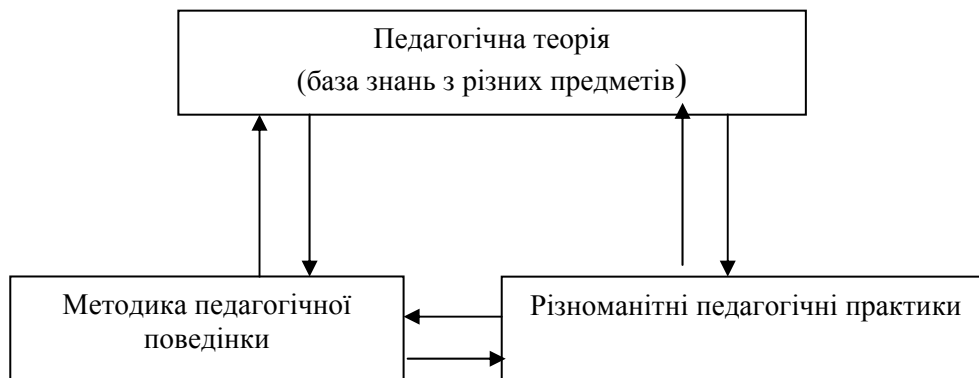 Педагогічна теорія
(база знань з різних предметів)
Методика педагогічної
поведінки
Різноманітні педагогічні практики